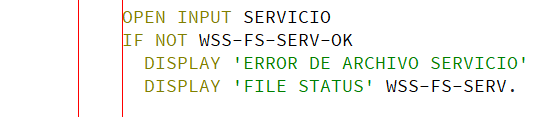 OPEN INPUT SERVICIO
IF NOT WSS-FS-SERV-OK
DISPLAY 'ERROR DE ARCHIVO SERVICIO'
DISPLAY 'FILE STATUS' WSS-FS-SERV.